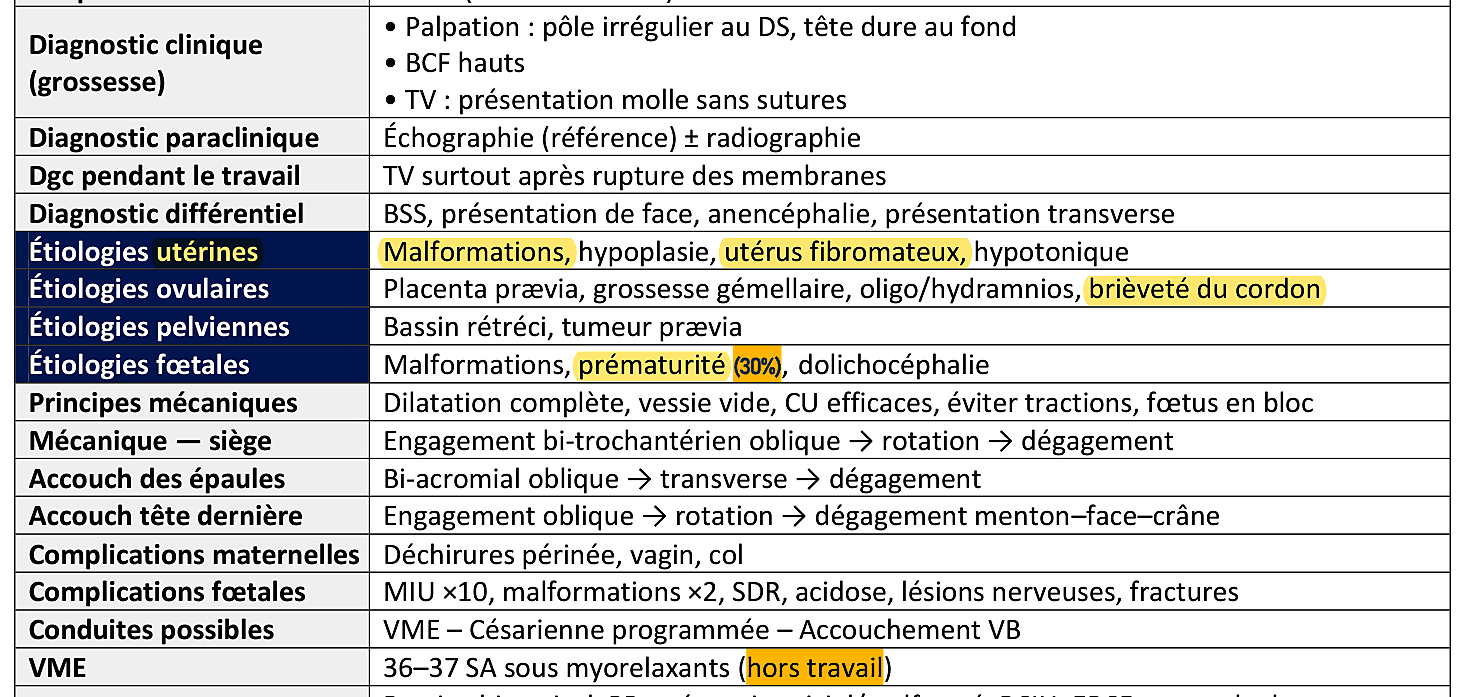 Diagnostic clinique
(grossesse)
• Palpation : pôle irrégulier au DS, tête dure au fond
• BCF hauts
• TV : présentation molle sans sutures
Diagnostic paraclinique Échographie (référence) ± radiographie
Dgc pendant le travail TV surtout après rupture des membranes
Diagnostic différentiel BSS, présentation de face, anencéphalie, présentation transverse
Étiologies utérines Malformations, hypoplasie, utérus fibromateux, hypotonique
Étiologies ovulaires Placenta prævia, grossesse gémellaire, oligo/hydramnios, brièveté du cordon
Étiologies pelviennes Bassin rétréci, tumeur prævia
Étiologies fœtales Malformations, prématurité (30%), dolichocéphalie
Principes mécaniques Dilatation complète, vessie vide, CU efficaces, éviter tractions, fœtus en bloc
Mécanique — siège Engagement bi-trochantérien oblique → rotation → dégagement
Accouch des épaules Bi-acromial oblique → transverse → dégagement
Accouch tête dernière Engagement oblique → rotation → dégagement menton–face–crâne
Complications maternelles Déchirures périnée, vagin, col
Complications fœtales MIU ×10, malformations ×2, SDR, acidose, lésions nerveuses, fractures
Conduites possibles VME – Césarienne programmée – Accouchement VB
VME 36–37 SA sous myorelaxants (hors travail)